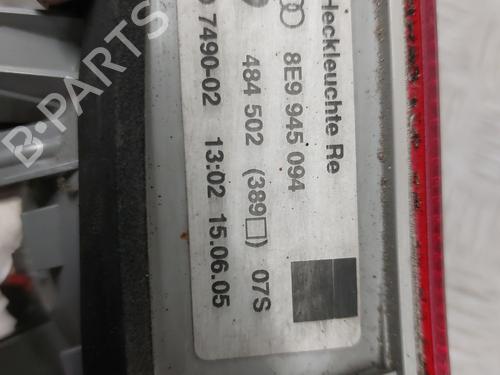 Heckleuchte Re
8E9 945 094
484 502 (389□) 07S
7490-02 13:02 15.06.05
B-PARTS